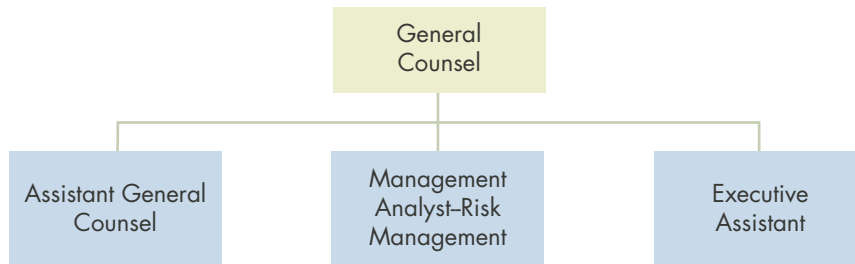 General
Counsel
Assistant General
Counsel
Management
Analyst–Risk
Management
Executive
Assistant